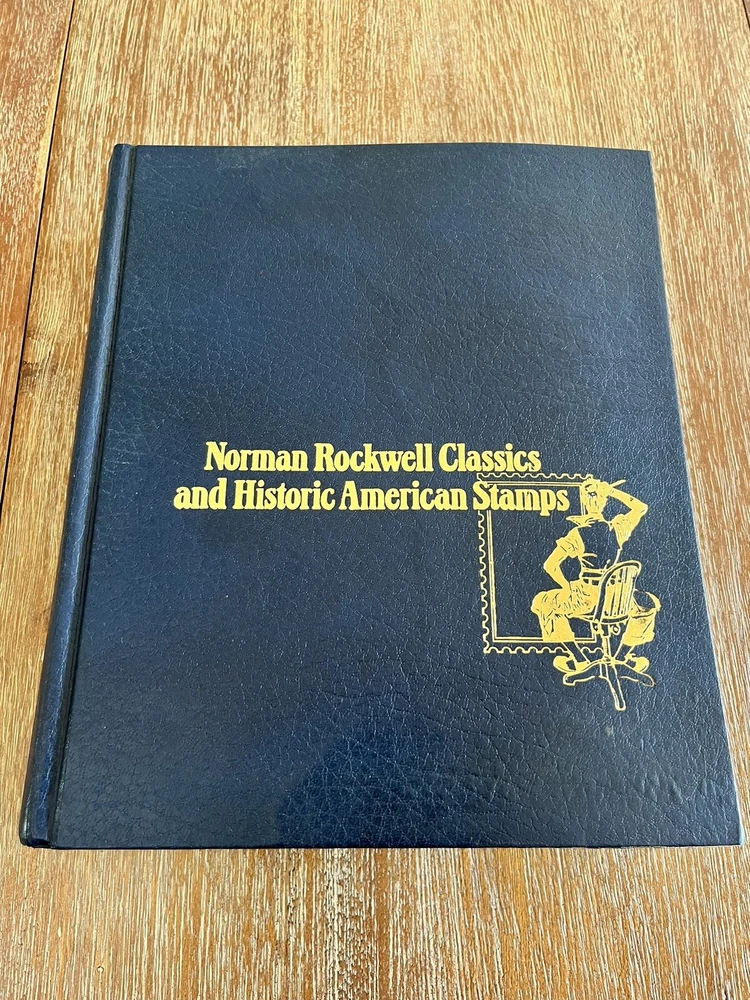 Norman Rockwell Classics
and Historic American Stamps